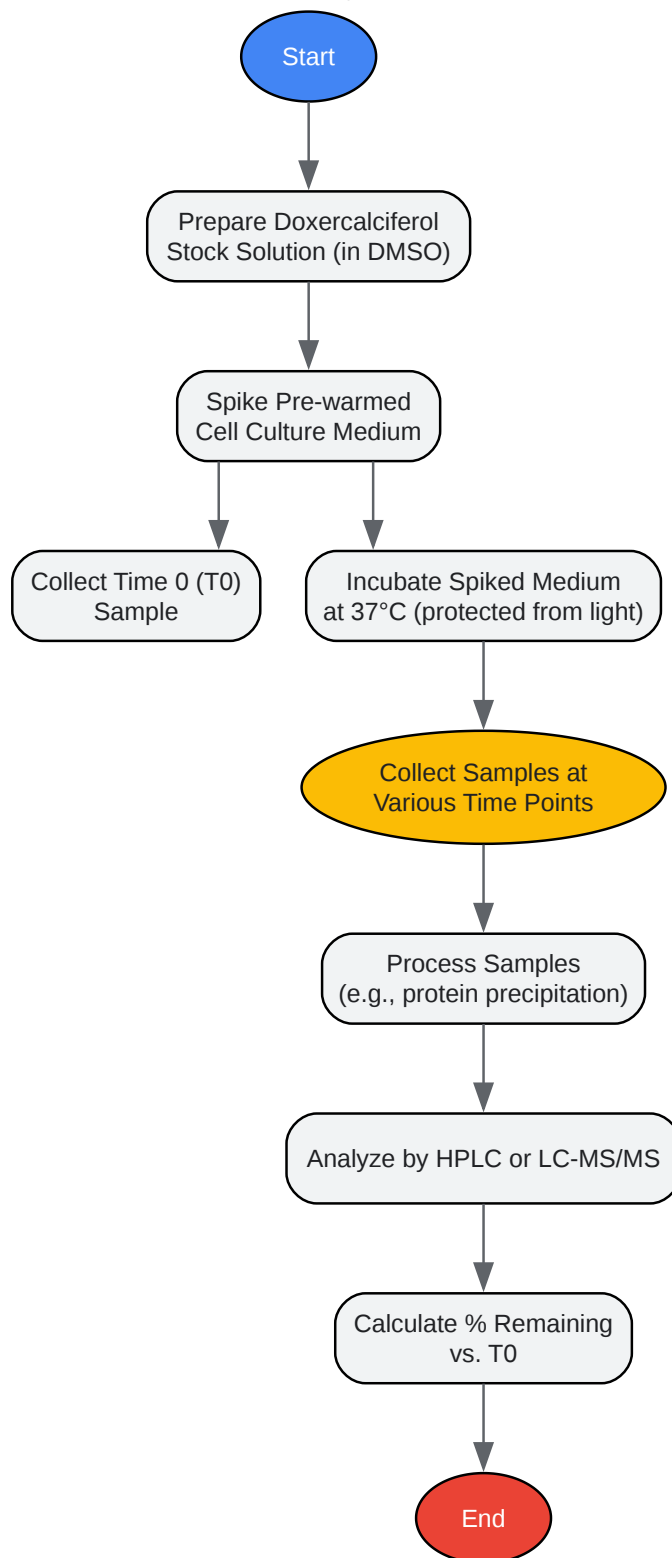 Start
Prepare Doxercalciferol
Stock Solution (in DMSO)
Spike Pre-warmed
Cell Culture Medium
Collect Time 0 (T0)
Sample
Incubate Spiked Medium
at 37°C (protected from light)
Collect Samples at
Various Time Points
Process Samples
(e.g., protein precipitation)
Analyze by HPLC or LC-MS/MS
Calculate % Remaining
vs. T0
End